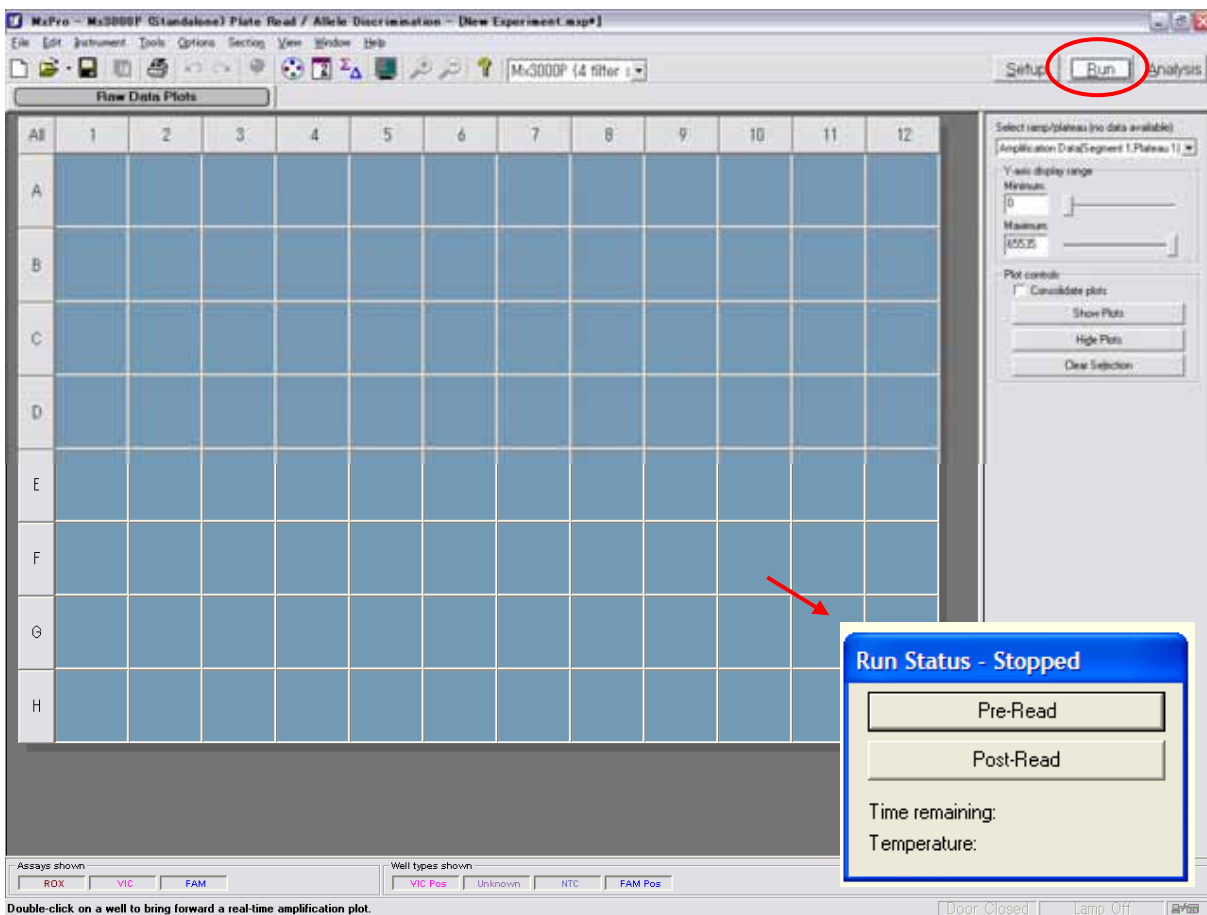 MxPro - Mx3000P (Standalone) Plate Read / Allele Discrimination - [New Experiment.mxp*]
File Edit Instrument Tools Options Section View Window Help
Mx3000P (4 filter s
Setup Run Analysis
Raw Data Plots
All 1 2 3 4 5 6 7 8 9 10 11 12
A
B
C
D
E
F
G
H
Select ramp/plateau (no data available)
Amplification Data(Segment 1,Plateau 1)
Y-axis display range
Minimum:
0
Maximum:
65535
Plot controls
Consolidate plots
Show Plots
Hide Plots
Clear Selection
Run Status - Stopped
Pre-Read
Post-Read
Time remaining:
Temperature:
Assays shown
ROX VIC FAM
Well types shown
VIC Pos Unknown NTC FAM Pos
Double-click on a well to bring forward a real-time amplification plot.
Door Closed Lamp Off